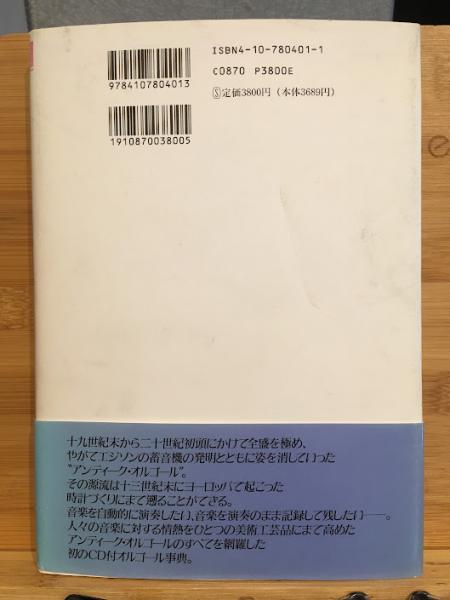 ISBN4-10-780401-1
C0870 P3800E
Ⓢ定価3800円(本体3689円)
9784107804013
1910870038005
十九世紀末から二十世紀初頭にかけて全盛を極め、
やがてエジソンの蓄音機の発明とともに姿を消していった
"アンティーク・オルゴール"。
その源流は十三世紀末にヨーロッパで起こった
時計づくりにまで遡ることができる。
音楽を自動的に演奏したい、音楽を演奏のまま記録して残したい——。
人々の音楽に対する情熱をひとつの美術工芸品にまで高めた
アンティーク・オルゴールのすべてを網羅した
初のCD付オルゴール事典。